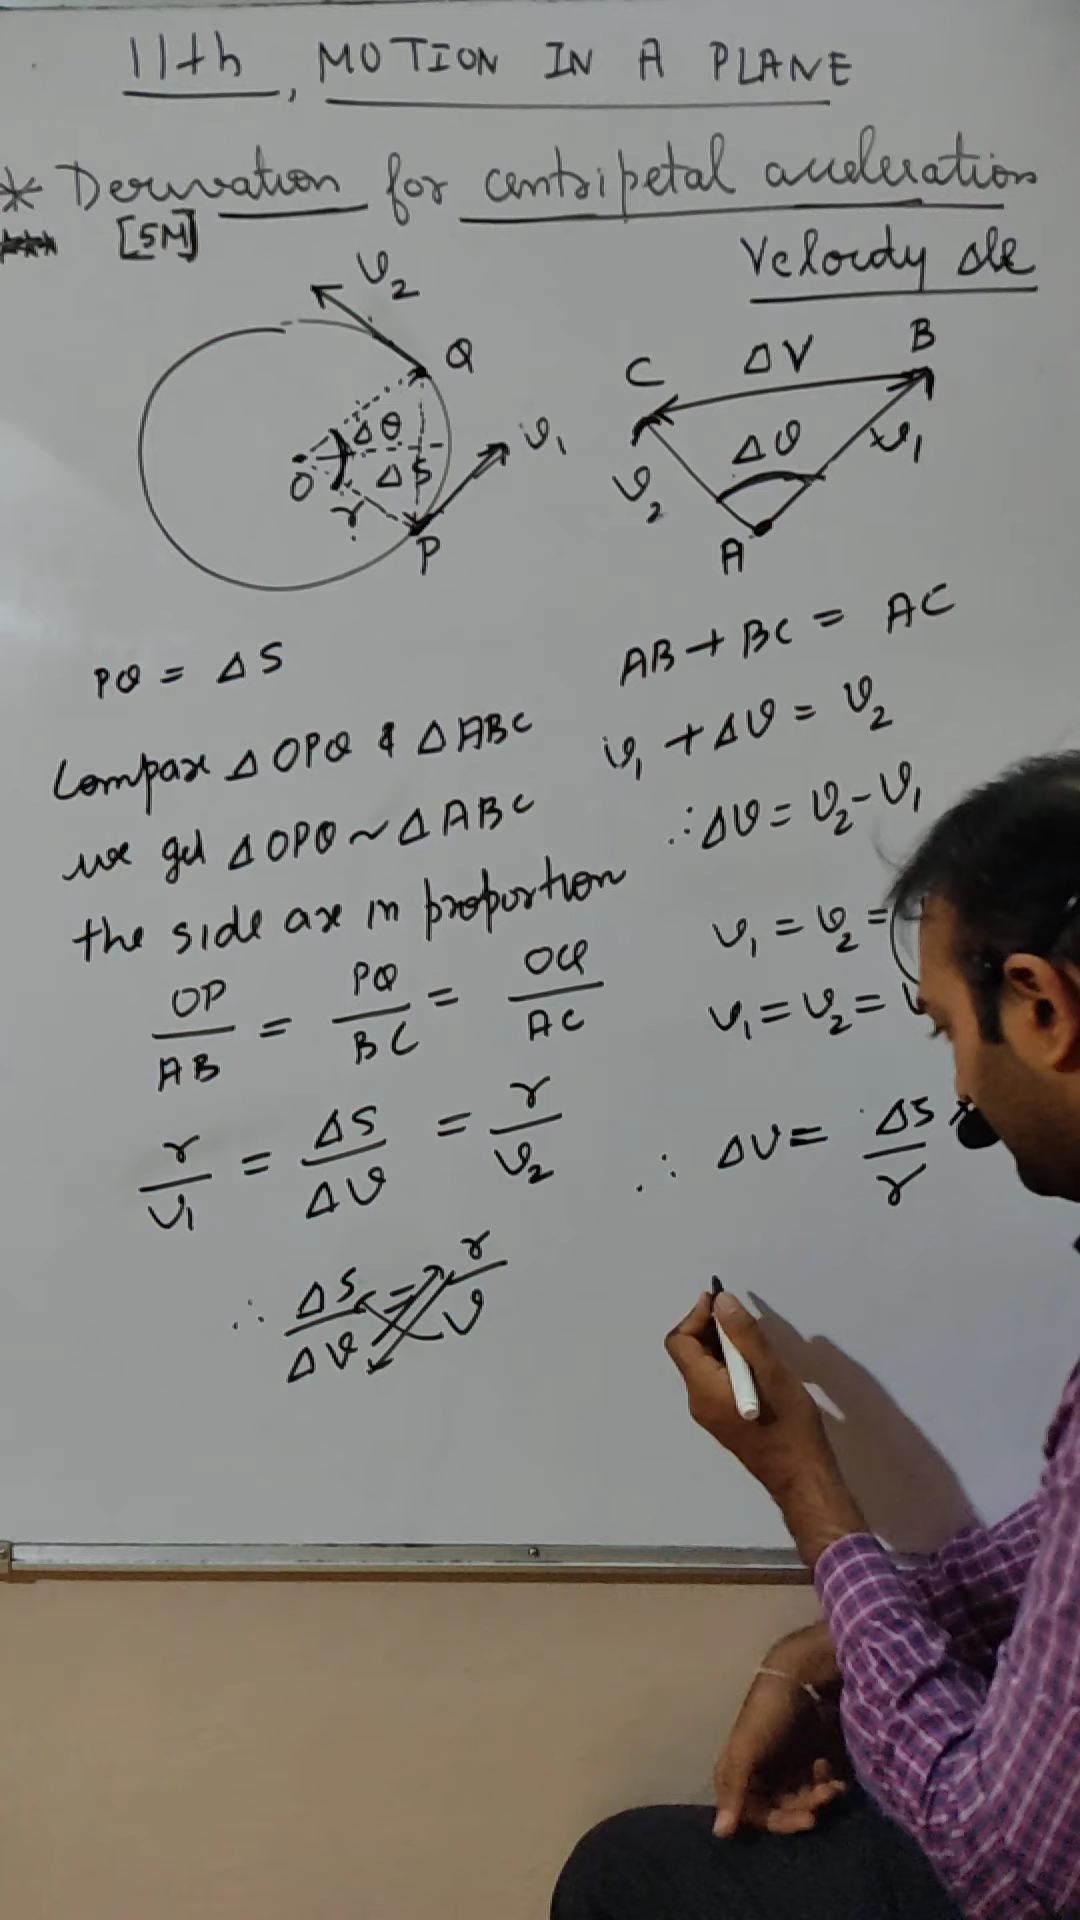 11th, MOTION IN A PLANE
* Derivation for centripetal acceleration
[5M]
Velocity Δle
v₂
Q
Δθ
O
ΔS
r
v₁
P
C
ΔV
B
Δθ
v₂
v₁
A
PQ = ΔS
Compare ΔOPQ & ΔABC
we get ΔOPQ ~ ΔABC
the side are in proportion
OP/AB = PQ/BC = OQ/AC
r/v₁ = ΔS/Δv = r/v₂
∴ ΔS/Δv = r/v
AB + BC = AC
v₁ + Δv = v₂
∴ Δv = v₂ - v₁
v₁ = v₂ =
v₁ = v₂ = v
∴ Δv = ΔS/r ×